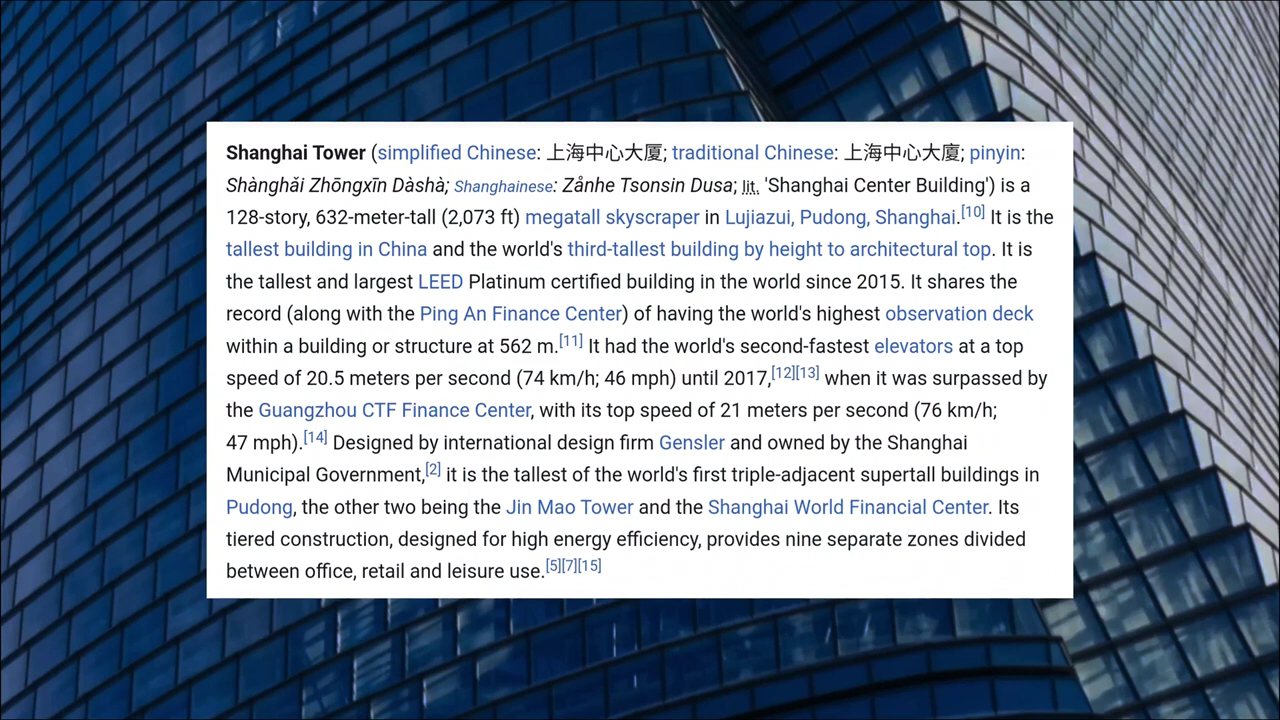 Shanghai Tower (simplified Chinese: 上海中心大厦; traditional Chinese: 上海中心大廈; pinyin:
Shànghǎi Zhōngxīn Dàshà; Shanghainese: Zånhe Tsonsin Dusa; lit. 'Shanghai Center Building') is a
128-story, 632-meter-tall (2,073 ft) megatall skyscraper in Lujiazui, Pudong, Shanghai.[10] It is the
tallest building in China and the world's third-tallest building by height to architectural top. It is
the tallest and largest LEED Platinum certified building in the world since 2015. It shares the
record (along with the Ping An Finance Center) of having the world's highest observation deck
within a building or structure at 562 m.[11] It had the world's second-fastest elevators at a top
speed of 20.5 meters per second (74 km/h; 46 mph) until 2017,[12][13] when it was surpassed by
the Guangzhou CTF Finance Center, with its top speed of 21 meters per second (76 km/h;
47 mph).[14] Designed by international design firm Gensler and owned by the Shanghai
Municipal Government,[2] it is the tallest of the world's first triple-adjacent supertall buildings in
Pudong, the other two being the Jin Mao Tower and the Shanghai World Financial Center. Its
tiered construction, designed for high energy efficiency, provides nine separate zones divided
between office, retail and leisure use.[5][7][15]